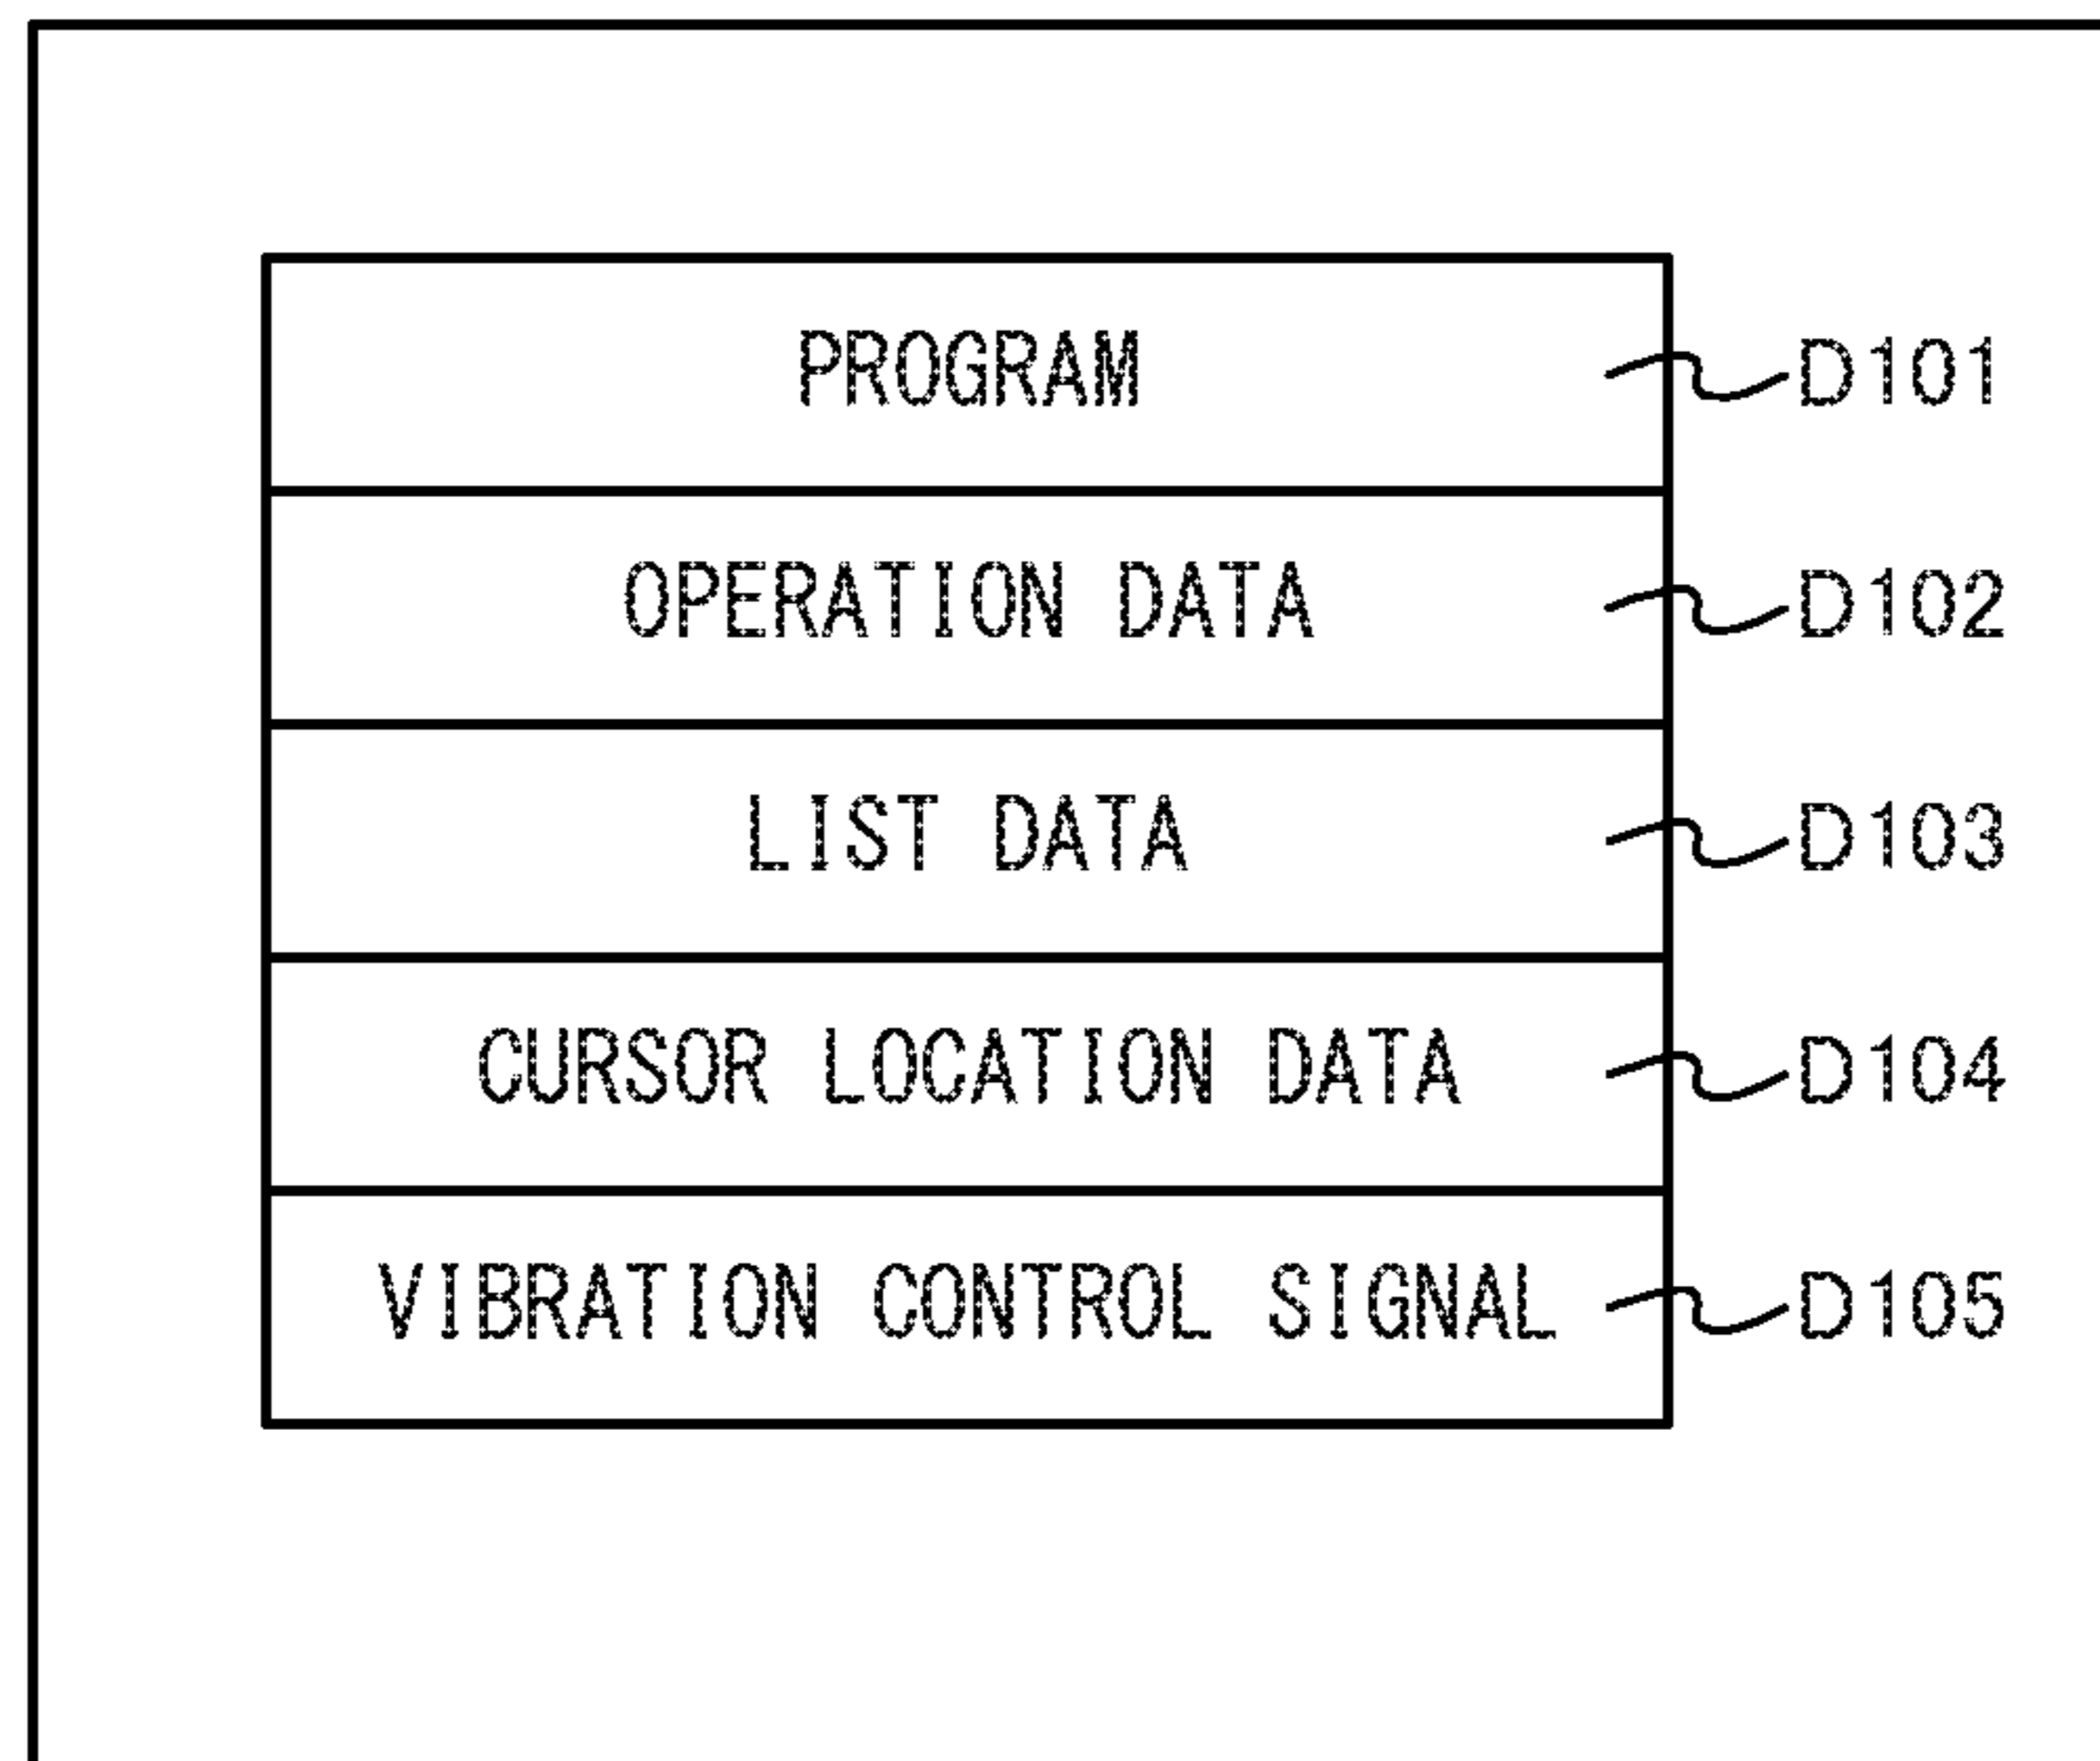 PROGRAM D101
OPERATION DATA D102
LIST DATA D103
CURSOR LOCATION DATA D104
VIBRATION CONTROL SIGNAL D105